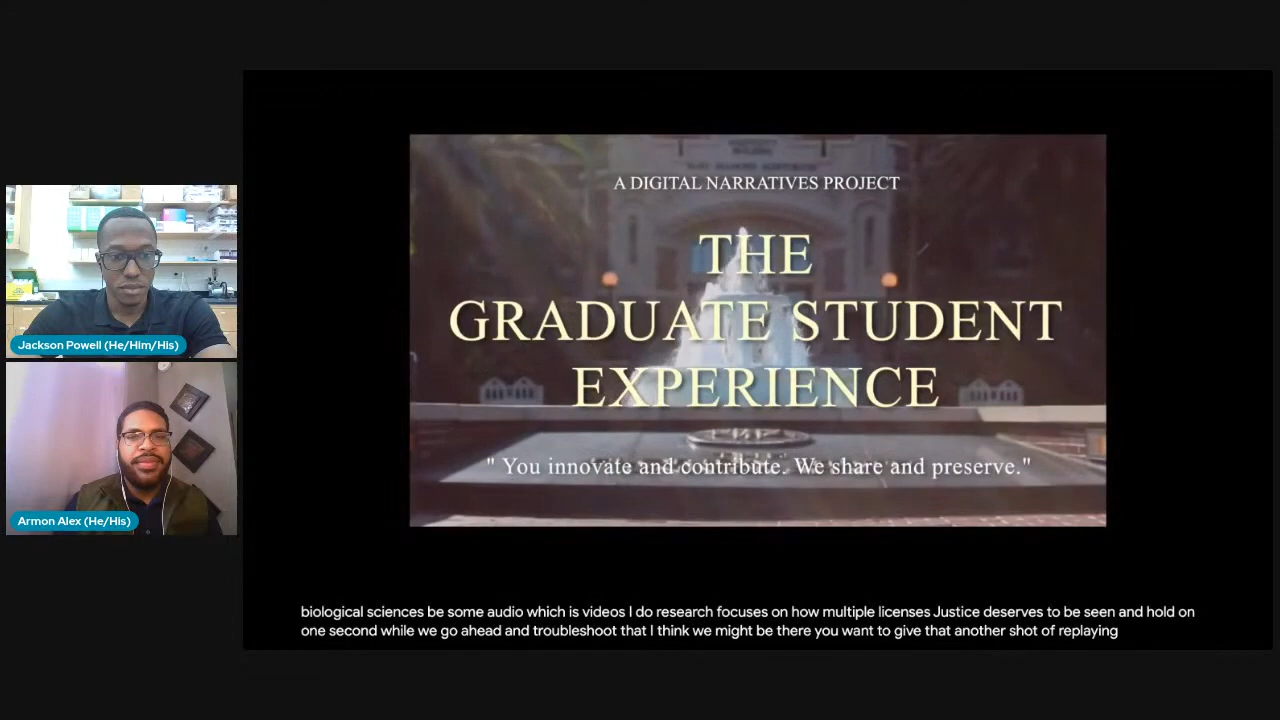 A DIGITAL NARRATIVES PROJECT
THE
GRADUATE STUDENT
EXPERIENCE
" You innovate and contribute. We share and preserve."
Jackson Powell (He/Him/His)
Armon Alex (He/His)
biological sciences be some audio which is videos I do research focuses on how multiple licenses Justice deserves to be seen and hold on
one second while we go ahead and troubleshoot that I think we might be there you want to give that another shot of replaying